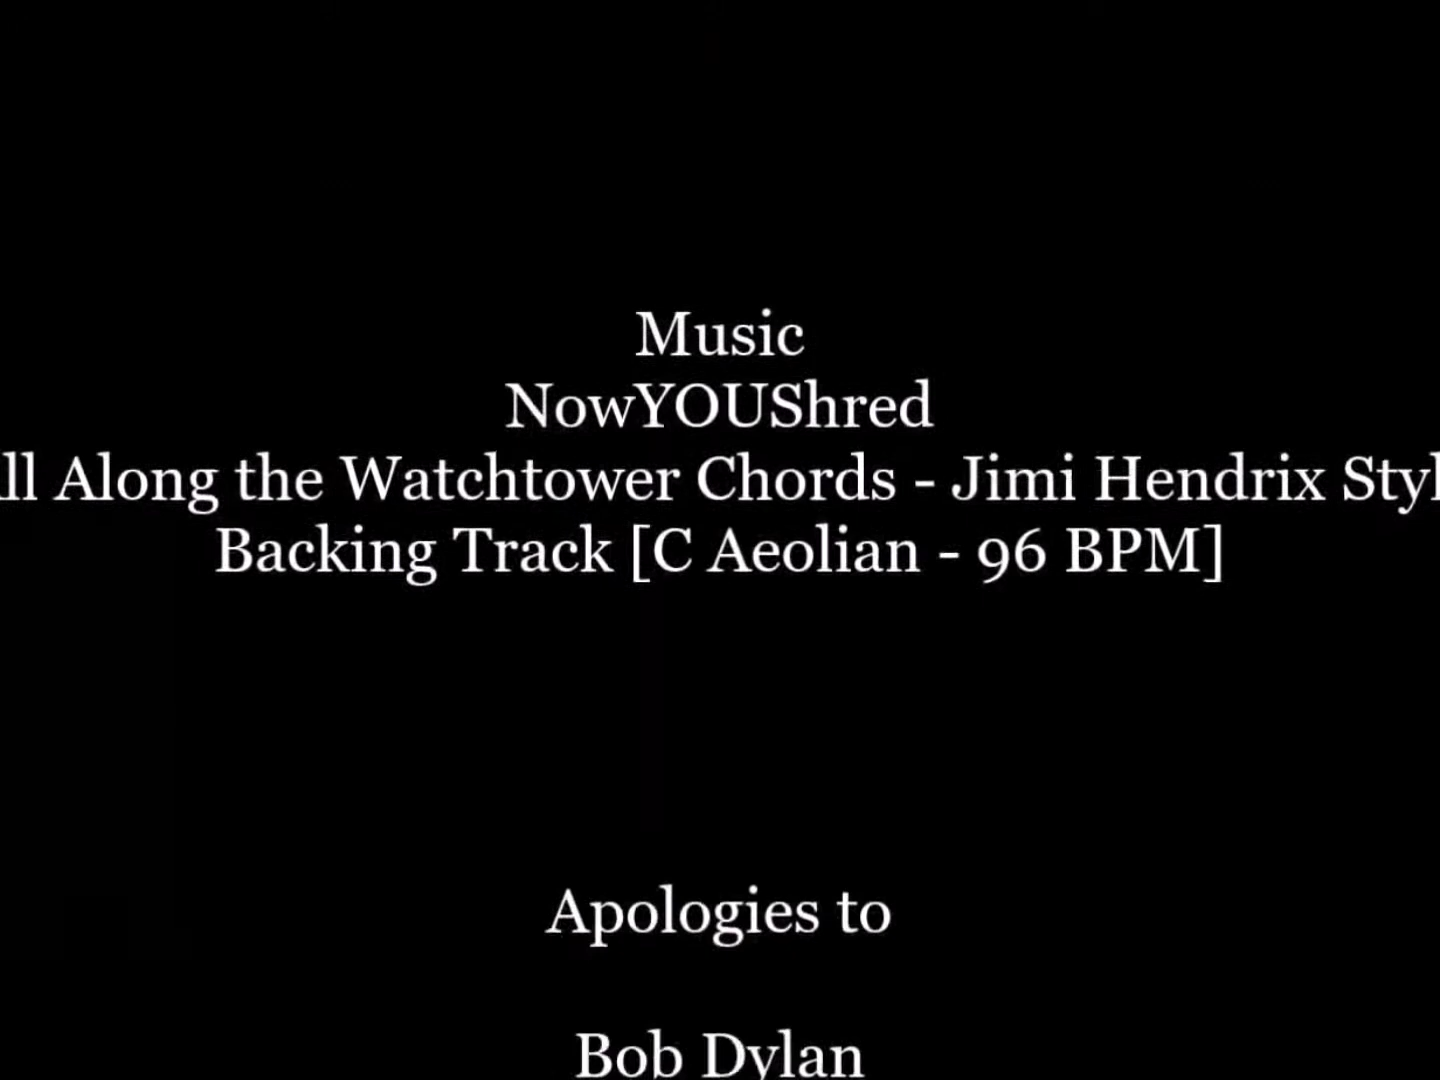 Music
NowYOUShred
ll Along the Watchtower Chords - Jimi Hendrix Styl
Backing Track [C Aeolian - 96 BPM]
Apologies to
Bob Dylan